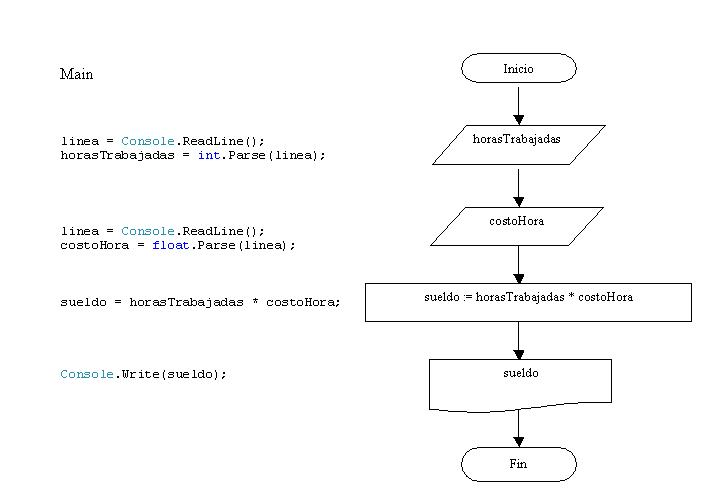 Main
Inicio
linea = Console.ReadLine();
horasTrabajadas = int.Parse(linea);
horasTrabajadas
linea = Console.ReadLine();
costoHora = float.Parse(linea);
costoHora
sueldo = horasTrabajadas * costoHora;
sueldo := horasTrabajadas * costoHora
Console.Write(sueldo);
sueldo
Fin